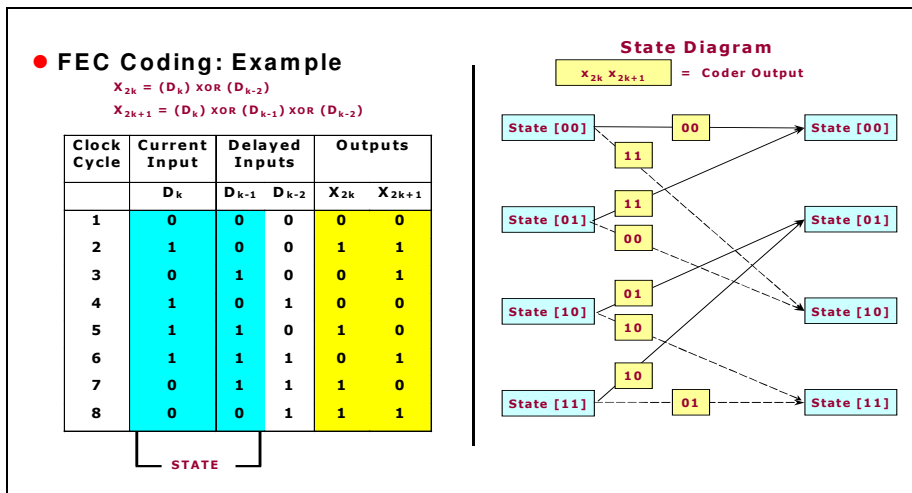 FEC Coding: Example
X2k = (Dk) XOR (Dk-2)
X2k+1 = (Dk) XOR (Dk-1) XOR (Dk-2)
Clock Cycle Current Input Delayed Inputs Outputs
Dk Dk-1 Dk-2 X2k X2k+1
1 0 0 0 0 0
2 1 0 0 1 1
3 0 1 0 0 1
4 1 0 1 0 0
5 1 1 0 1 0
6 1 1 1 0 1
7 0 1 1 1 0
8 0 0 1 1 1
STATE
State Diagram
x2k x2k+1 = Coder Output
State [00] 00 State [00]
11
State [01] 11 State [01]
00
01
State [10] 10 State [10]
10
State [11] 01 State [11]